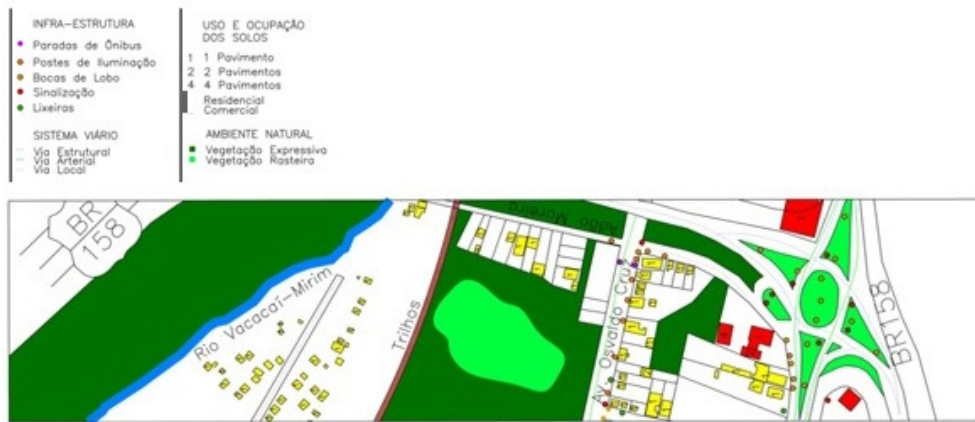 INFRA-ESTRUTURA
Paradas de Ônibus
Postes de Iluminação
Bocas de Lobo
Sinalização
Lixeiras
SISTEMA VIÁRIO
Via Estrutural
Via Arterial
Via Local
USO E OCUPAÇÃO
DOS SOLOS
1 1 Pavimento
2 2 Pavimentos
4 4 Pavimentos
Residencial
Comercial
AMBIENTE NATURAL
Vegetação Expressiva
Vegetação Rasteira
BR
158
Rio Vacacaí-Mirim
Trilhos
Adão Moreira
Av. Osvaldo Cruz
BR158